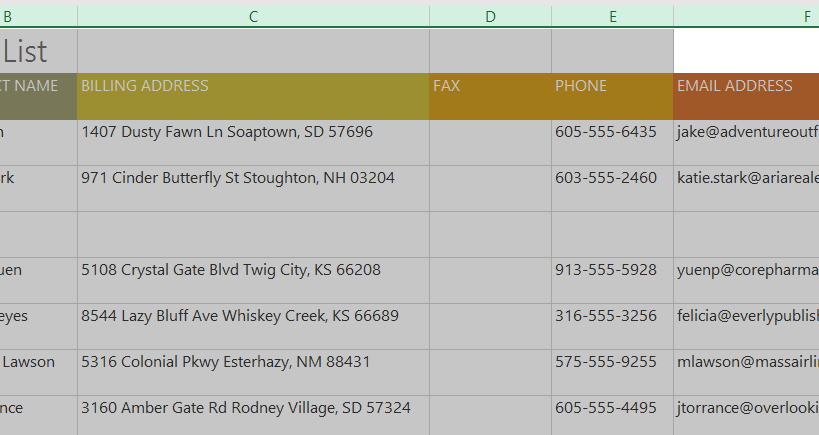 B C D E F
List
CT NAME BILLING ADDRESS FAX PHONE EMAIL ADDRESS
n 1407 Dusty Fawn Ln Soaptown, SD 57696 605-555-6435 jake@adventureoutf
rk 971 Cinder Butterfly St Stoughton, NH 03204 603-555-2460 katie.stark@ariareale
uen 5108 Crystal Gate Blvd Twig City, KS 66208 913-555-5928 yuenp@corepharma
eyes 8544 Lazy Bluff Ave Whiskey Creek, KS 66689 316-555-3256 felicia@everlypublish
Lawson 5316 Colonial Pkwy Esterhazy, NM 88431 575-555-9255 mlawson@massairlin
nce 3160 Amber Gate Rd Rodney Village, SD 57324 605-555-4495 jtorrance@overlooki